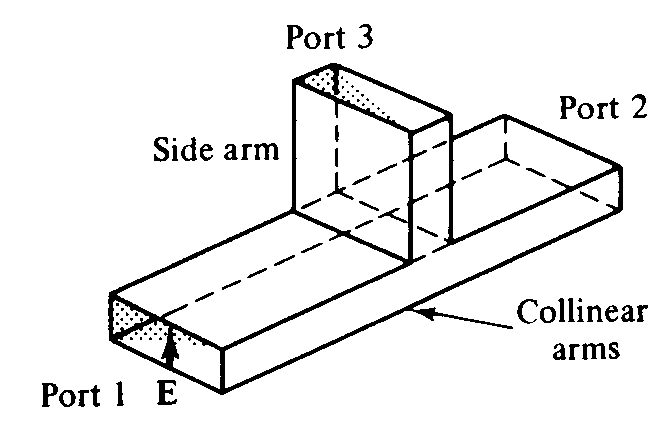 Port 3
Port 2
Side arm
Collinear
arms
Port 1 E